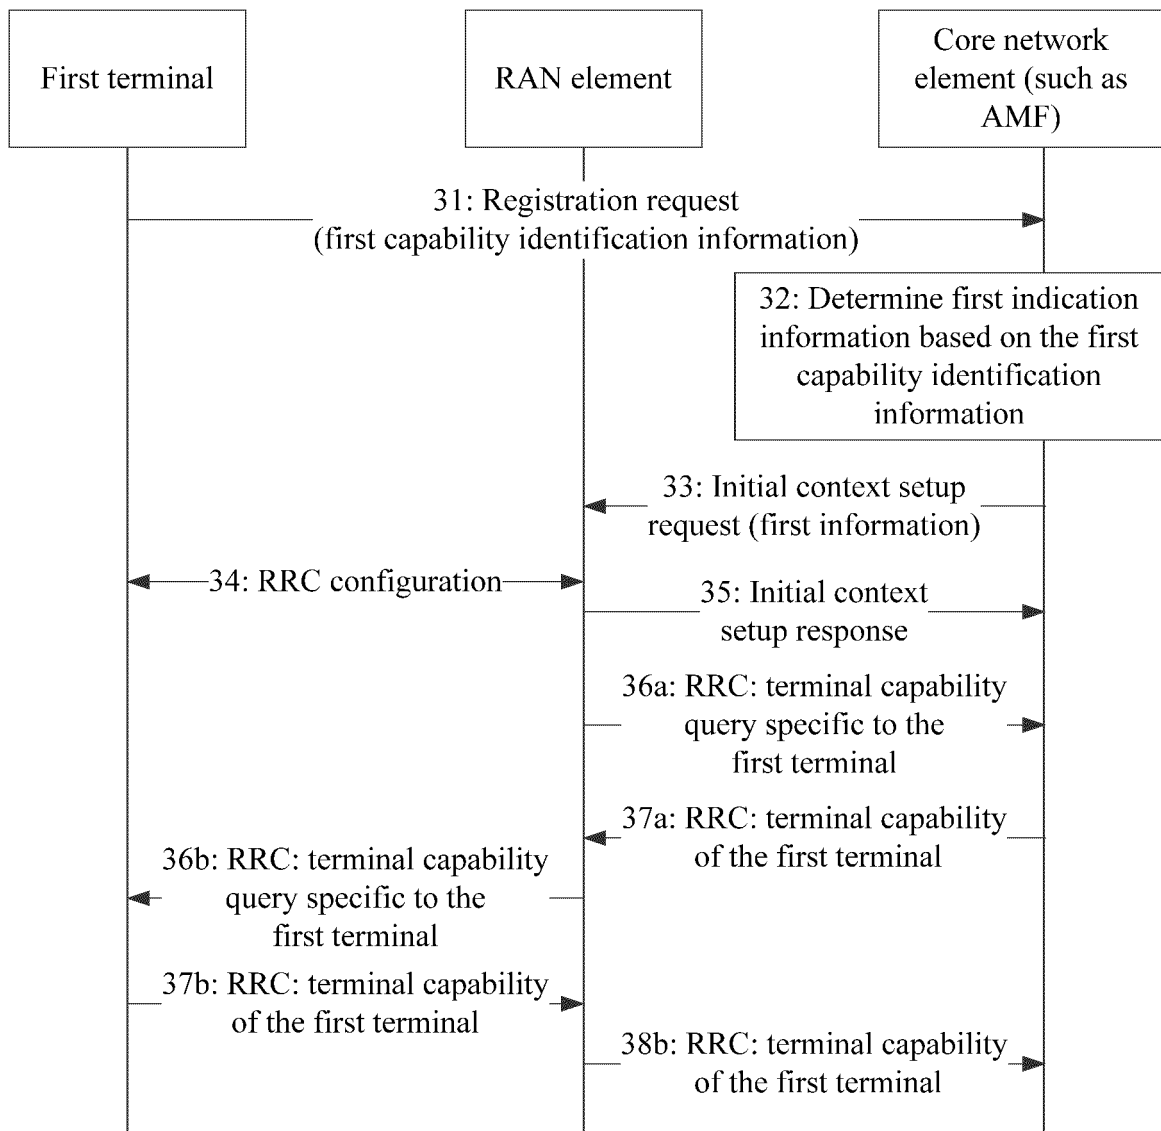 First terminal
RAN element
Core network
element (such as
AMF)
31: Registration request
(first capability identification information)
32: Determine first indication
information based on the first
capability identification
information
33: Initial context setup
request (first information)
34: RRC configuration
35: Initial context
setup response
36a: RRC: terminal capability
query specific to the
first terminal
37a: RRC: terminal capability
of the first terminal
36b: RRC: terminal capability
query specific to the
first terminal
37b: RRC: terminal capability
of the first terminal
38b: RRC: terminal capability
of the first terminal